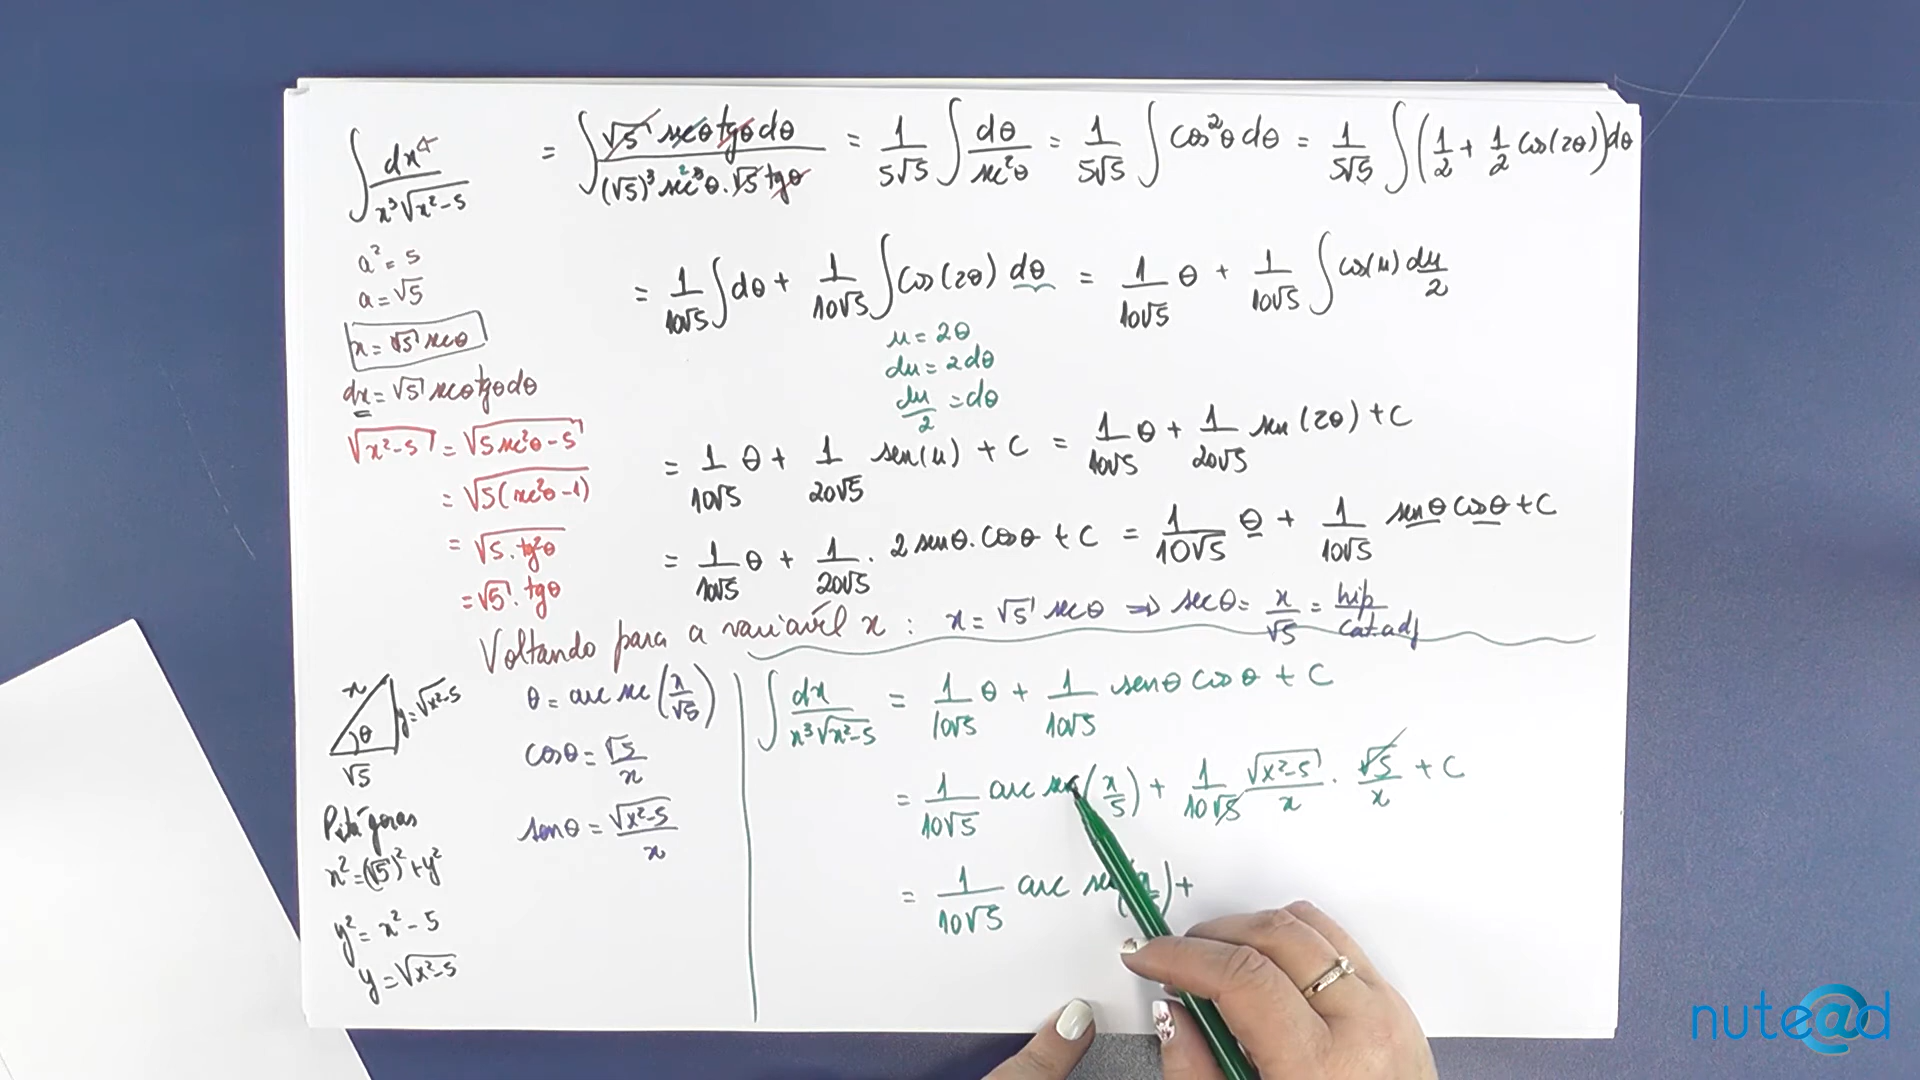 ∫ dx / x³√x²-5 = ∫ √5 secθ tgθ dθ / (√5)³ sec³θ . √5 tgθ = 1/5√5 ∫ dθ/sec²θ = 1/5√5 ∫ cos²θ dθ = 1/5√5 ∫ (1/2 + 1/2 cos(2θ)) dθ
a² = 5
a = √5
x = √5 secθ
dx = √5 secθ tgθ dθ
√x²-5 = √5 sec²θ - 5
= √5(sec²θ - 1)
= √5 . tg²θ
= √5 . tgθ
= 1/10√5 ∫ dθ + 1/10√5 ∫ cos(2θ) dθ = 1/10√5 θ + 1/10√5 ∫ cos(u) du/2
u = 2θ
du = 2dθ
du/2 = dθ
= 1/10√5 θ + 1/20√5 sen(u) + C = 1/10√5 θ + 1/20√5 sen(2θ) + C
= 1/10√5 θ + 1/20√5 . 2 senθ . cosθ + C = 1/10√5 θ + 1/10√5 senθ cosθ + C
Voltando para a variável x : x = √5 secθ ⇒ secθ = x/√5 = hip/cat.adj
x
θ
√5
y = √x²-5
Pitágoras
x² = (√5)² + y²
y² = x² - 5
y = √x²-5
θ = arc sec(x/√5)
cosθ = √5/x
senθ = √x²-5 / x
∫ dx / x³√x²-5 = 1/10√5 θ + 1/10√5 senθ cosθ + C
= 1/10√5 arc sec(x/5) + 1/10√5 √x²-5 / x . √5/x + C
= 1/10√5 arc
nute@d